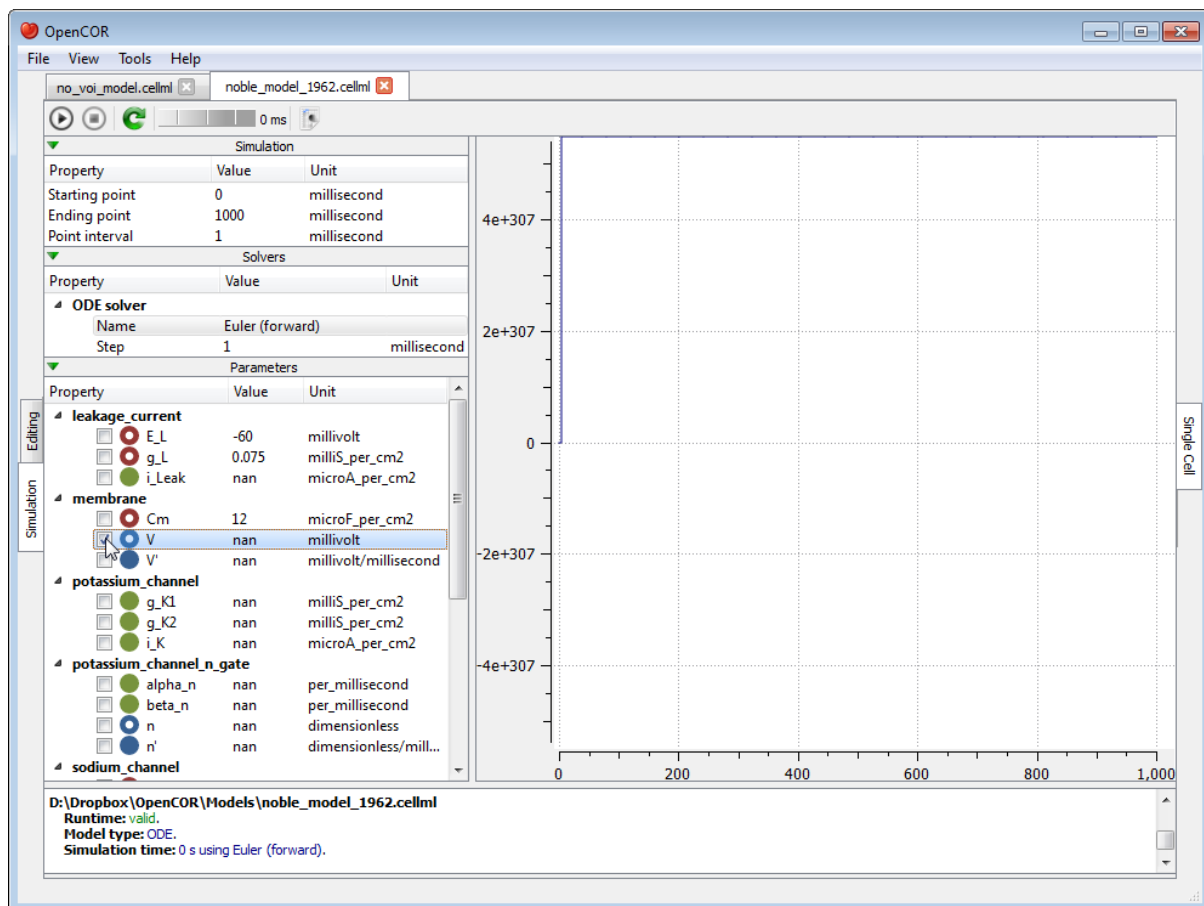 OpenCOR
File View Tools Help
no_voi_model.cellml noble_model_1962.cellml
0 ms
Simulation
Property Value Unit
Starting point 0 millisecond
Ending point 1000 millisecond
Point interval 1 millisecond
Solvers
Property Value Unit
ODE solver
Name Euler (forward)
Step 1 millisecond
Parameters
Property Value Unit
leakage_current
E_L -60 millivolt
g_L 0.075 milliS_per_cm2
i_Leak nan microA_per_cm2
membrane
Cm 12 microF_per_cm2
V nan millivolt
V' nan millivolt/millisecond
potassium_channel
g_K1 nan milliS_per_cm2
g_K2 nan milliS_per_cm2
i_K nan microA_per_cm2
potassium_channel_n_gate
alpha_n nan per_millisecond
beta_n nan per_millisecond
n nan dimensionless
n' nan dimensionless/mill...
sodium_channel
Editing
Simulation
4e+307
2e+307
0
-2e+307
-4e+307
0 200 400 600 800 1,000
Single Cell
D:\Dropbox\OpenCOR\Models\noble_model_1962.cellml
Runtime: valid.
Model type: ODE.
Simulation time: 0 s using Euler (forward).